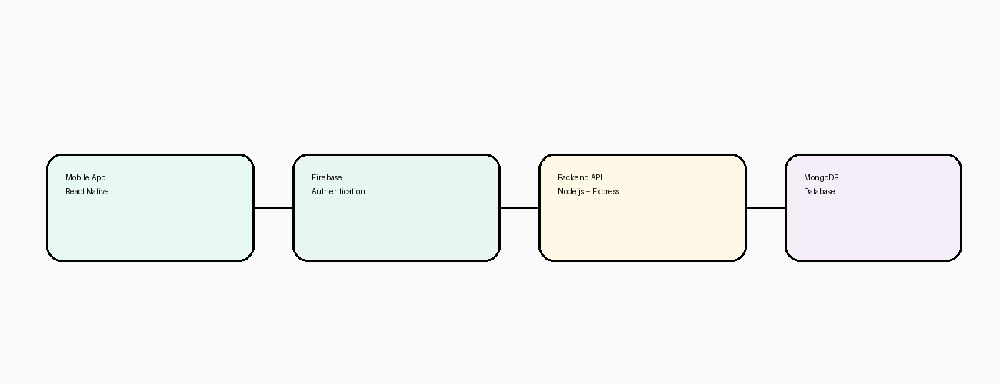 Mobile App
React Native
Firebase
Authentication
Backend API
Node.js + Express
MongoDB
Database